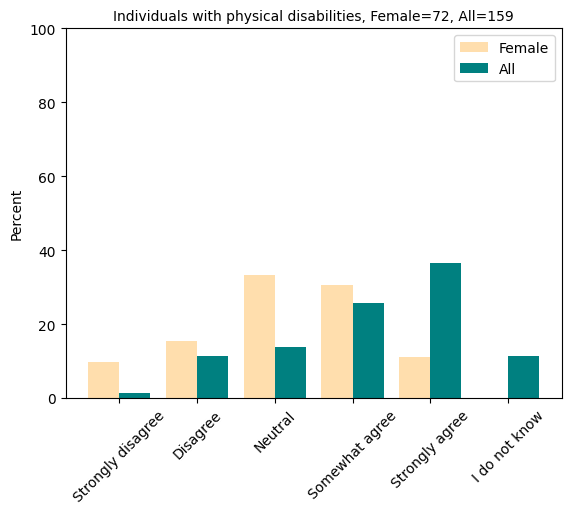 Individuals with physical disabilities, Female=72, All=159
Female
All
Percent
100
80
60
40
20
0
Strongly disagree
Disagree
Neutral
Somewhat agree
Strongly agree
I do not know